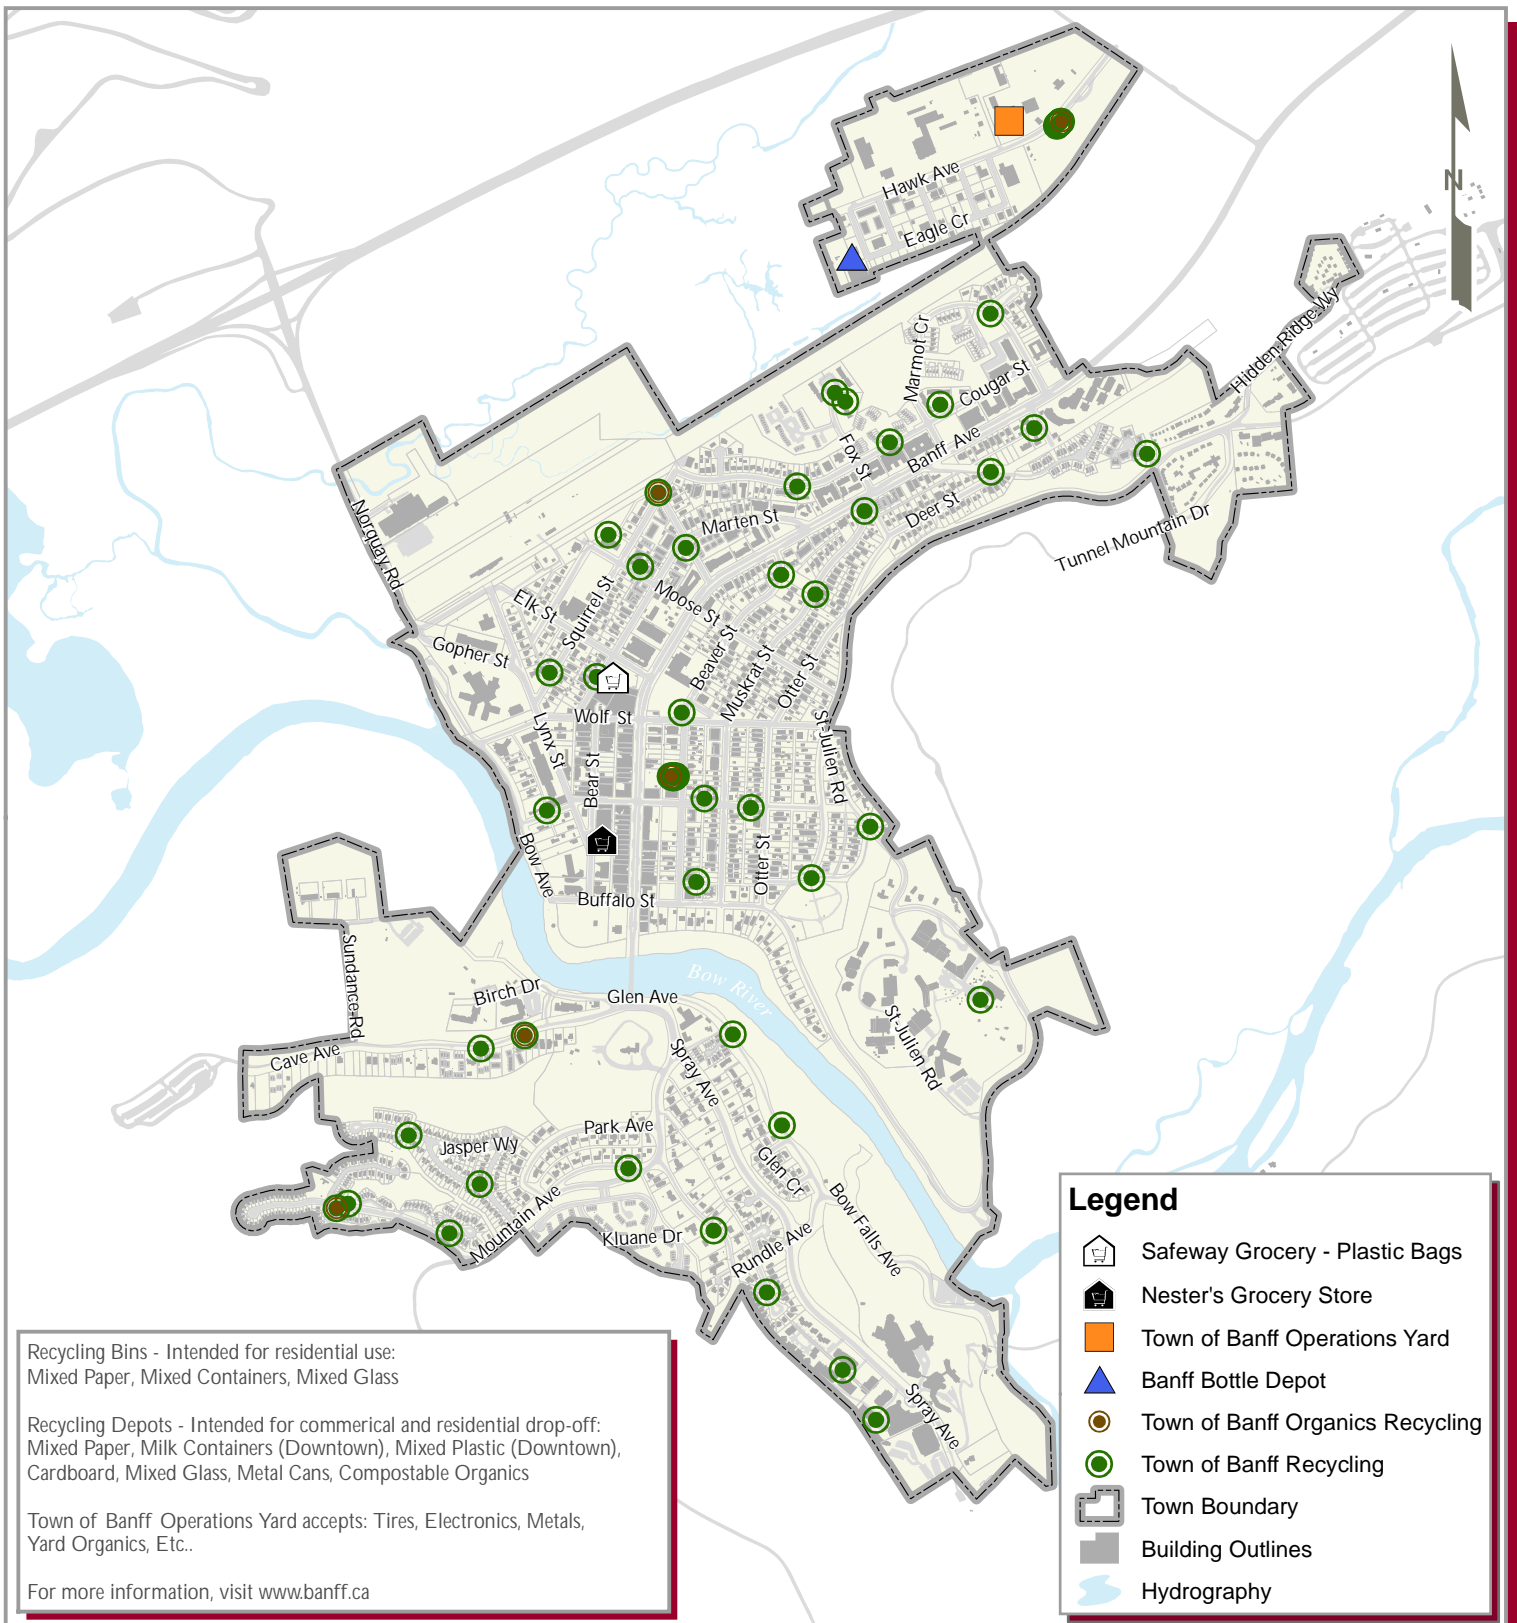 N
Hawk Ave
Eagle Cr
Hidden Ridge Wy
Marmot Cr
Cougar St
Fox St
Banff Ave
Deer St
Tunnel Mountain Dr
Norquay Rd
Marten St
Moose St
Elk St
Squirrel St
Gopher St
Beaver St
Muskrat St
Otter St
Wolf St
St-Julien Rd
Lynx St
Bear St
Bow Ave
Otter St
Buffalo St
Sundance Rd
Birch Dr
Glen Ave
Bow River
St-Julien Rd
Cave Ave
Spray Ave
Park Ave
Jasper Wy
Glen Cr
Mountain Ave
Kluane Dr
Rundle Ave
Bow Falls Ave
Spray Ave
Legend
Safeway Grocery - Plastic Bags
Nester's Grocery Store
Town of Banff Operations Yard
Banff Bottle Depot
Town of Banff Organics Recycling
Town of Banff Recycling
Town Boundary
Building Outlines
Hydrography
Recycling Bins - Intended for residential use:
Mixed Paper, Mixed Containers, Mixed Glass
Recycling Depots - Intended for commerical and residential drop-off:
Mixed Paper, Milk Containers (Downtown), Mixed Plastic (Downtown),
Cardboard, Mixed Glass, Metal Cans, Compostable Organics
Town of Banff Operations Yard accepts: Tires, Electronics, Metals,
Yard Organics, Etc..
For more information, visit www.banff.ca